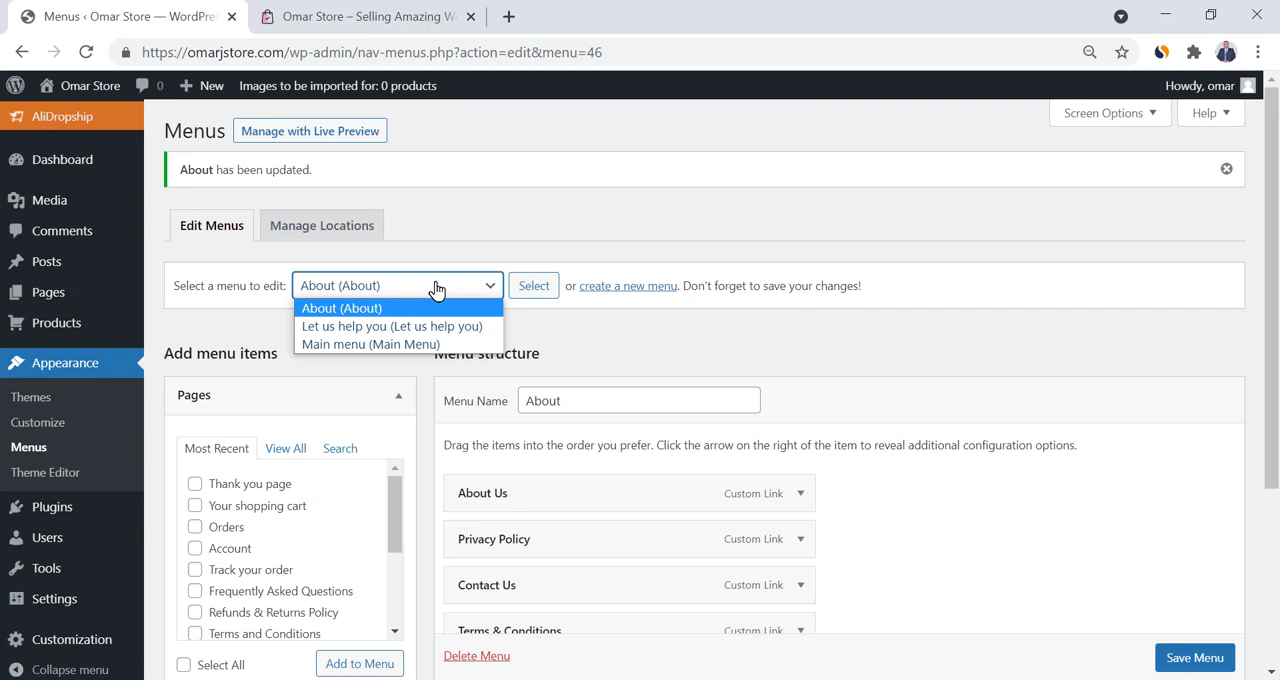 Menus ‹ Omar Store — WordPre
Omar Store – Selling Amazing W
https://omarjstore.com/wp-admin/nav-menus.php?action=edit&menu=46
Omar Store
0
New
Images to be imported for: 0 products
Howdy, omar
AliDropship
Dashboard
Media
Comments
Posts
Pages
Products
Appearance
Themes
Customize
Menus
Theme Editor
Plugins
Users
Tools
Settings
Customization
Collapse menu
Screen Options
Help
Menus
Manage with Live Preview
About has been updated.
Edit Menus
Manage Locations
Select a menu to edit: About (About) Select or create a new menu. Don't forget to save your changes!
About (About)
Let us help you (Let us help you)
Main menu (Main Menu)
Add menu items
Menu structure
Pages
Most Recent View All Search
Thank you page
Your shopping cart
Orders
Account
Track your order
Frequently Asked Questions
Refunds & Returns Policy
Terms and Conditions
Select All
Add to Menu
Menu Name About
Drag the items into the order you prefer. Click the arrow on the right of the item to reveal additional configuration options.
About Us Custom Link
Privacy Policy Custom Link
Contact Us Custom Link
Terms & Conditions Custom Link
Delete Menu
Save Menu